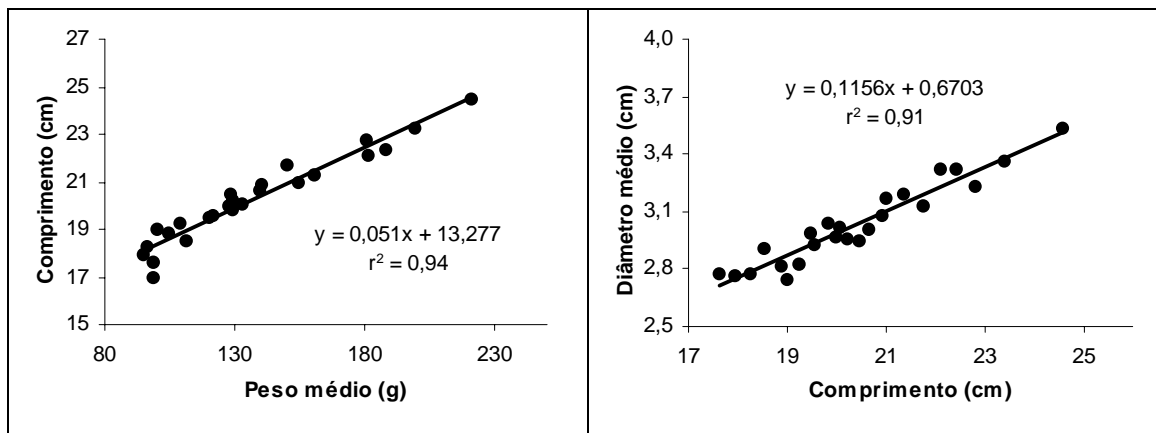 Comprimento (cm)
27
25
23
21
19
17
15
80
130
180
230
Peso médio (g)
y = 0,051x + 13,277
r² = 0,94
Diâmetro médio (cm)
4,0
3,7
3,4
3,1
2,8
2,5
17
19
21
23
25
Comprimento (cm)
y = 0,1156x + 0,6703
r² = 0,91